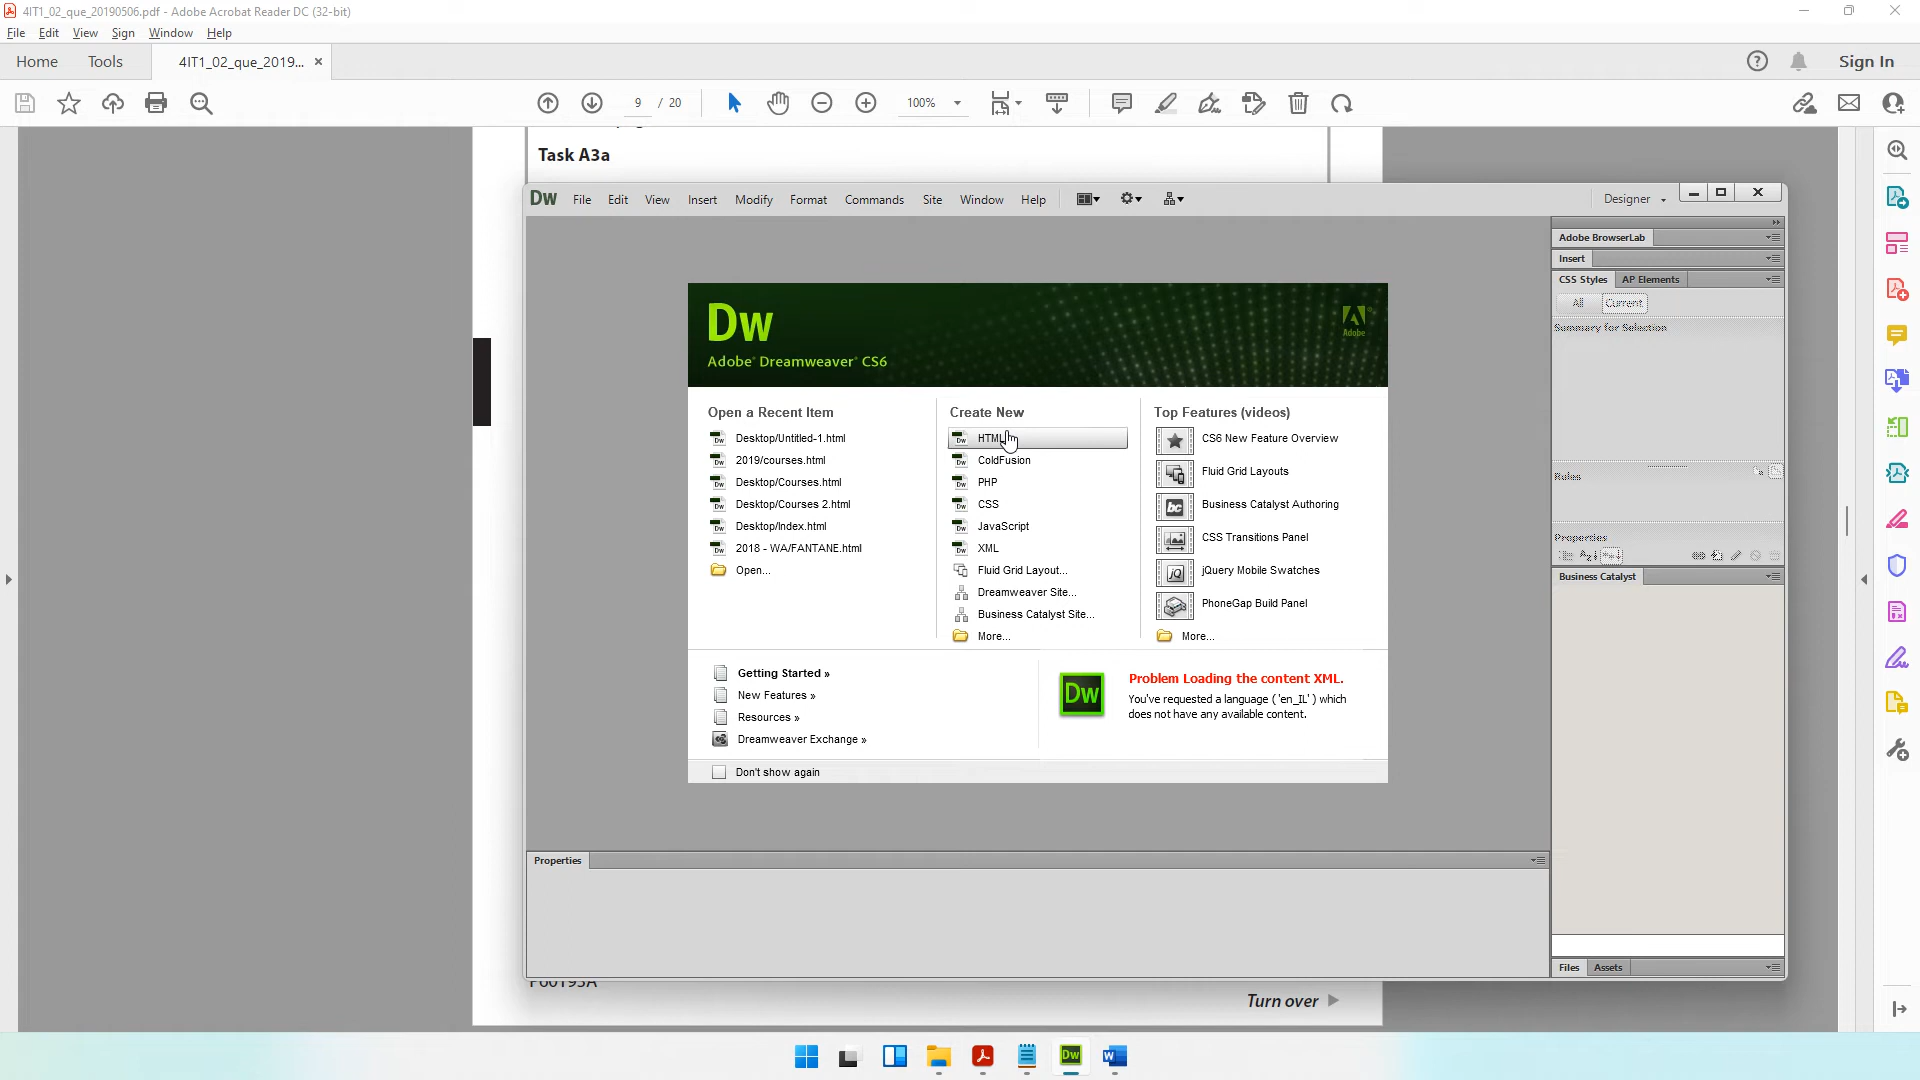 4IT1_02_que_20190506.pdf - Adobe Acrobat Reader DC (32-bit)
File Edit View Sign Window Help
Home Tools 4IT1_02_que_2019... × Sign In
9 / 20 100%
Task A3a
Dw File Edit View Insert Modify Format Commands Site Window Help Designer
Adobe BrowserLab
Insert
CSS Styles AP Elements
All Current
Summary for Selection
Rules
Properties
Business Catalyst
Files Assets
Dw
Adobe Dreamweaver CS6
Adobe
Open a Recent Item
Desktop/Untitled-1.html
2019/courses.html
Desktop/Courses.html
Desktop/Courses 2.html
Desktop/Index.html
2018 - WA/FANTANE.html
Open...
Create New
HTML
ColdFusion
PHP
CSS
JavaScript
XML
Fluid Grid Layout...
Dreamweaver Site...
Business Catalyst Site...
More...
Top Features (videos)
CS6 New Feature Overview
Fluid Grid Layouts
Business Catalyst Authoring
CSS Transitions Panel
jQuery Mobile Swatches
PhoneGap Build Panel
More...
Getting Started »
New Features »
Resources »
Dreamweaver Exchange »
Dw
Problem Loading the content XML.
You've requested a language ('en_IL') which
does not have any available content.
Don't show again
Properties
P60193A
Turn over